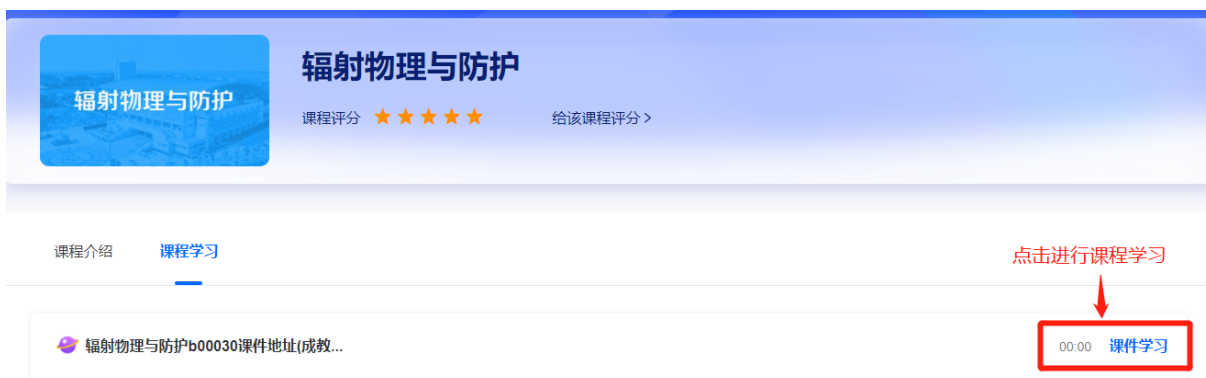 辐射物理与防护
辐射物理与防护
课程评分
给该课程评分 >
课程介绍 课程学习
点击进行课程学习
辐射物理与防护b00030课件地址(成教...
00:00 课件学习